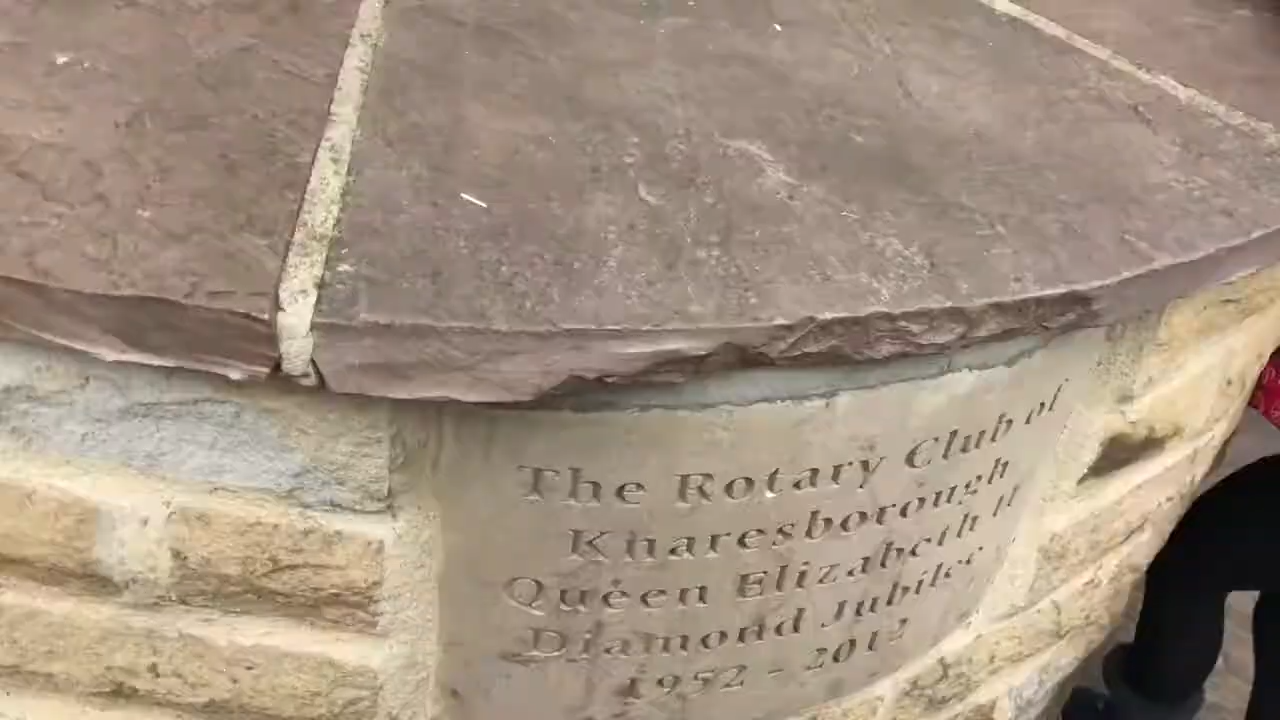 The Rotary Club of
Knaresborough
Queen Elizabeth II
Diamond Jubilee
1952 - 2012